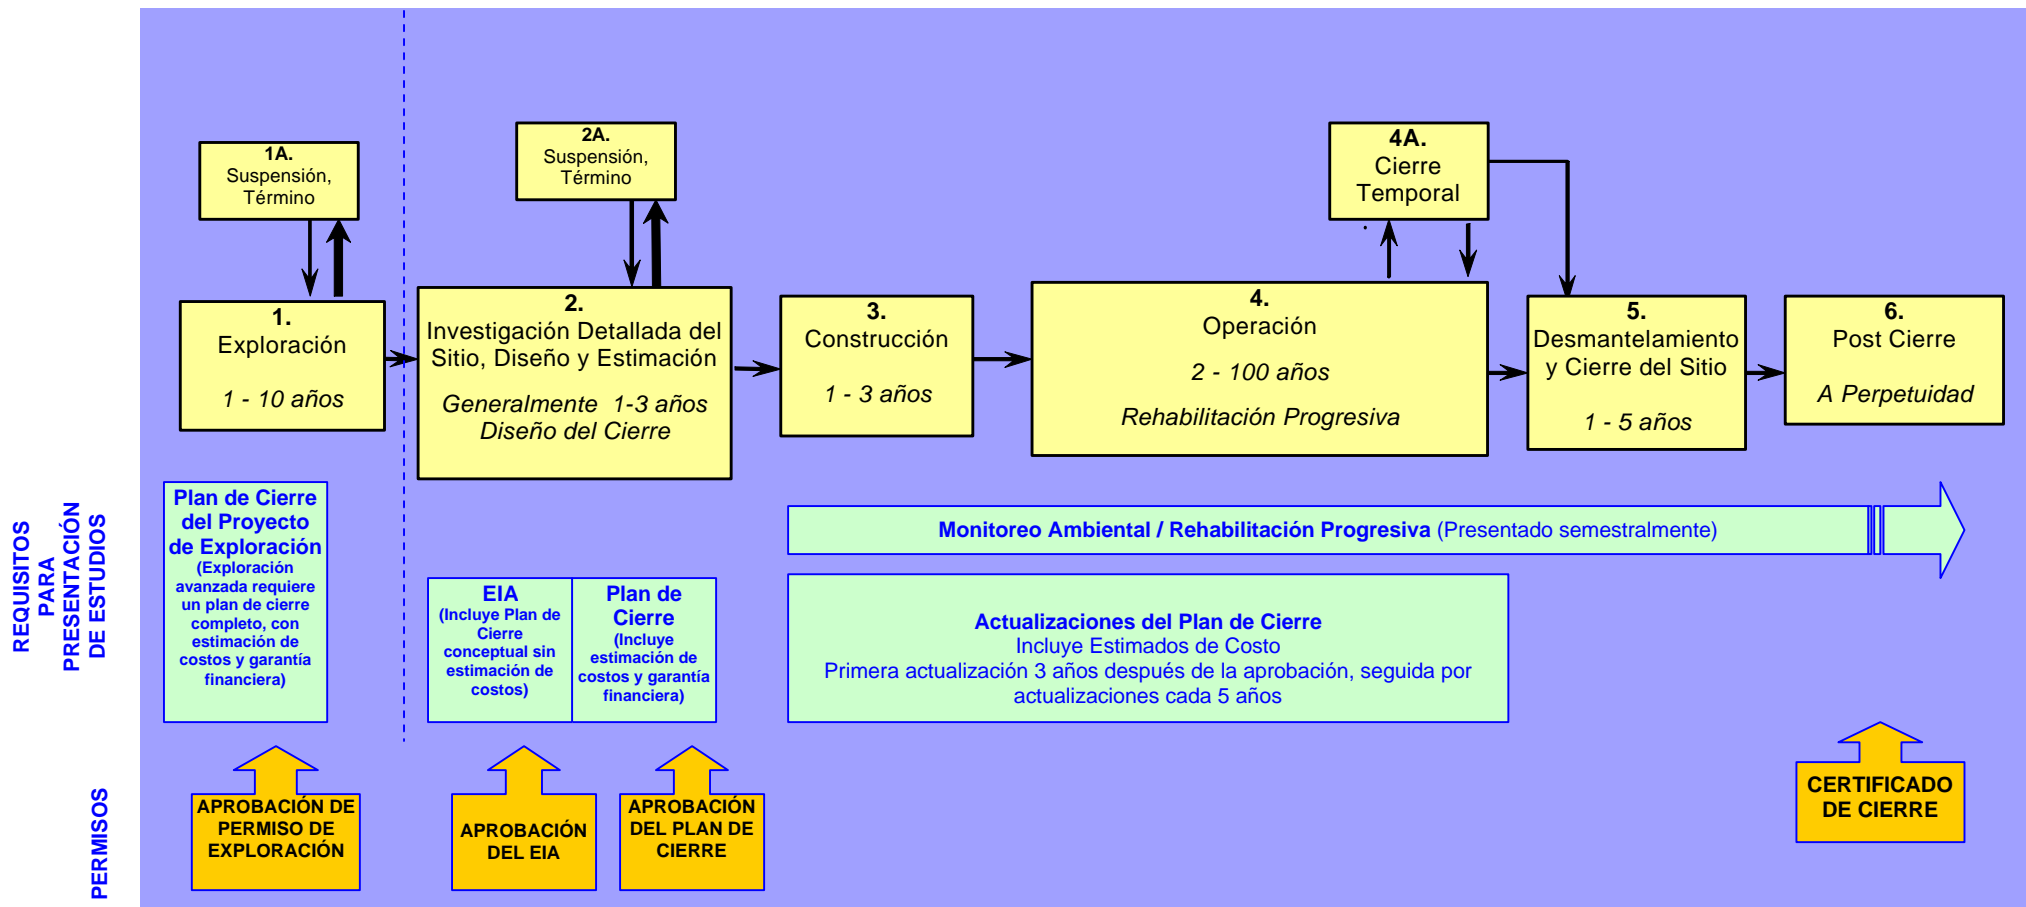 1A.
Suspensión,
Término
2A.
Suspensión,
Término
4A.
Cierre
Temporal
1.
Exploración
1 - 10 años
2.
Investigación Detallada del
Sitio, Diseño y Estimación
Generalmente 1-3 años
Diseño del Cierre
3.
Construcción
1 - 3 años
4.
Operación
2 - 100 años
Rehabilitación Progresiva
5.
Desmantelamiento
y Cierre del Sitio
1 - 5 años
6.
Post Cierre
A Perpetuidad
REQUISITOS
PARA
PRESENTACIÓN
DE ESTUDIOS
Plan de Cierre
del Proyecto
de Exploración
(Exploración
avanzada requiere
un plan de cierre
completo, con
estimación de
costos y garantía
financiera)
EIA
(Incluye Plan de
Cierre
conceptual sin
estimación de
costos)
Plan de
Cierre
(Incluye
estimación de
costos y garantía
financiera)
Monitoreo Ambiental / Rehabilitación Progresiva (Presentado semestralmente)
Actualizaciones del Plan de Cierre
Incluye Estimados de Costo
Primera actualización 3 años después de la aprobación, seguida por
actualizaciones cada 5 años
PERMISOS
APROBACIÓN DE
PERMISO DE
EXPLORACIÓN
APROBACIÓN
DEL EIA
APROBACIÓN
DEL PLAN DE
CIERRE
CERTIFICADO
DE CIERRE